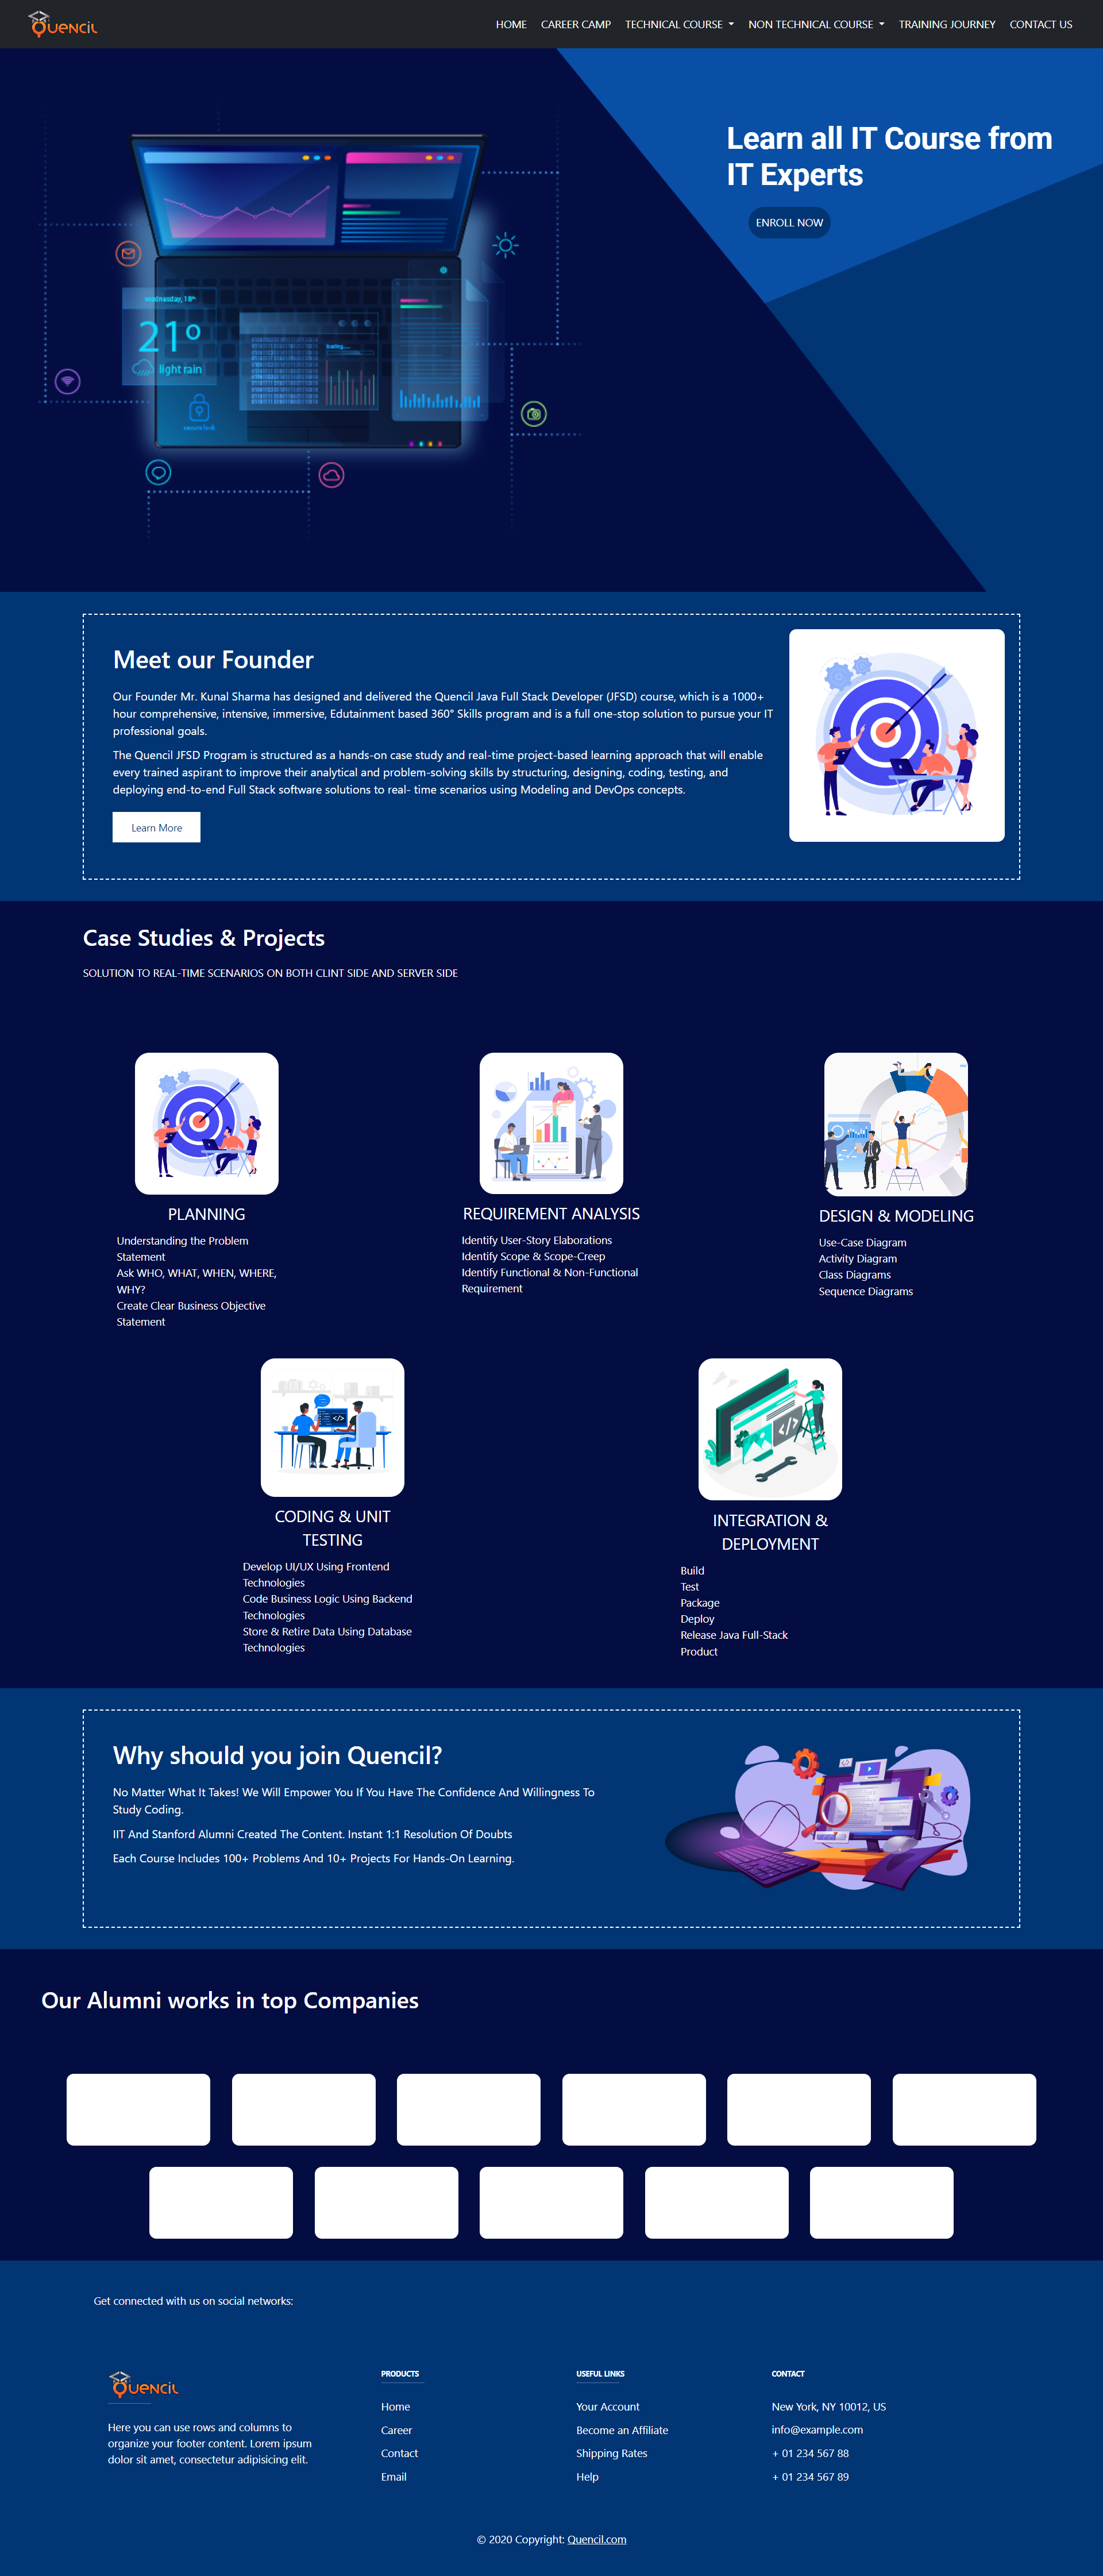 Quencil
HOME CAREER CAMP TECHNICAL COURSE NON TECHNICAL COURSE TRAINING JOURNEY CONTACT US
Learn all IT Course from
IT Experts
ENROLL NOW
wednesday, 18th
21º
light rain
loading......
secure lock
Meet our Founder
Our Founder Mr. Kunal Sharma has designed and delivered the Quencil Java Full Stack Developer (JFSD) course, which is a 1000+
hour comprehensive, intensive, immersive, Edutainment based 360° Skills program and is a full one-stop solution to pursue your IT
professional goals.
The Quencil JFSD Program is structured as a hands-on case study and real-time project-based learning approach that will enable
every trained aspirant to improve their analytical and problem-solving skills by structuring, designing, coding, testing, and
deploying end-to-end Full Stack software solutions to real- time scenarios using Modeling and DevOps concepts.
Learn More
Case Studies & Projects
SOLUTION TO REAL-TIME SCENARIOS ON BOTH CLINT SIDE AND SERVER SIDE
PLANNING
Understanding the Problem
Statement
Ask WHO, WHAT, WHEN, WHERE,
WHY?
Create Clear Business Objective
Statement
REQUIREMENT ANALYSIS
Identify User-Story Elaborations
Identify Scope & Scope-Creep
Identify Functional & Non-Functional
Requirement
DESIGN & MODELING
Use-Case Diagram
Activity Diagram
Class Diagrams
Sequence Diagrams
</>
CODING & UNIT
TESTING
Develop UI/UX Using Frontend
Technologies
Code Business Logic Using Backend
Technologies
Store & Retire Data Using Database
Technologies
</>
INTEGRATION &
DEPLOYMENT
Build
Test
Package
Deploy
Release Java Full-Stack
Product
Why should you join Quencil?
No Matter What It Takes! We Will Empower You If You Have The Confidence And Willingness To
Study Coding.
IIT And Stanford Alumni Created The Content. Instant 1:1 Resolution Of Doubts
Each Course Includes 100+ Problems And 10+ Projects For Hands-On Learning.
</>
Our Alumni works in top Companies
Get connected with us on social networks:
Quencil
Here you can use rows and columns to
organize your footer content. Lorem ipsum
dolor sit amet, consectetur adipisicing elit.
PRODUCTS
Home
Career
Contact
Email
USEFUL LINKS
Your Account
Become an Affiliate
Shipping Rates
Help
CONTACT
New York, NY 10012, US
info@example.com
+ 01 234 567 88
+ 01 234 567 89
© 2020 Copyright: Quencil.com